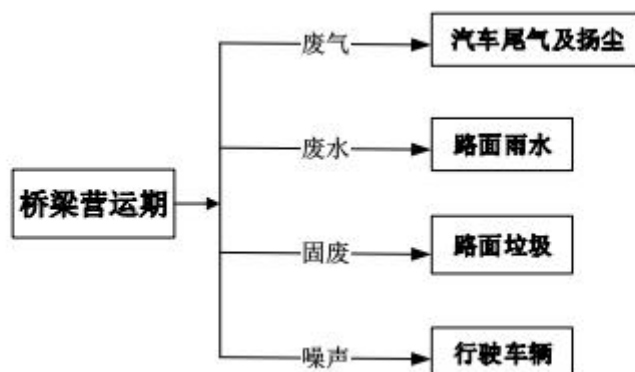 废气
汽车尾气及扬尘
废水
路面雨水
桥梁营运期
固废
路面垃圾
噪声
行驶车辆